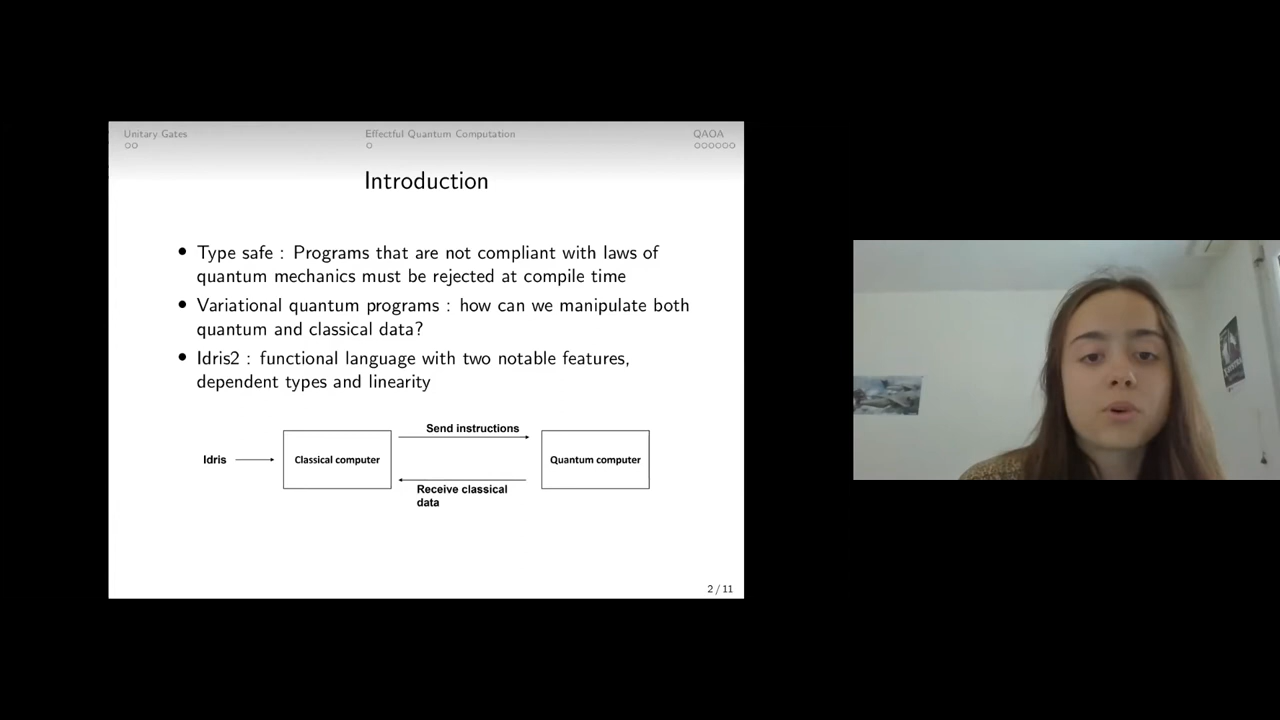 Unitary Gates
Effectful Quantum Computation
QAOA
Introduction
• Type safe : Programs that are not compliant with laws of
quantum mechanics must be rejected at compile time
• Variational quantum programs : how can we manipulate both
quantum and classical data?
• Idris2 : functional language with two notable features,
dependent types and linearity
Idris
Classical computer
Send instructions
Receive classical
data
Quantum computer
2 / 11